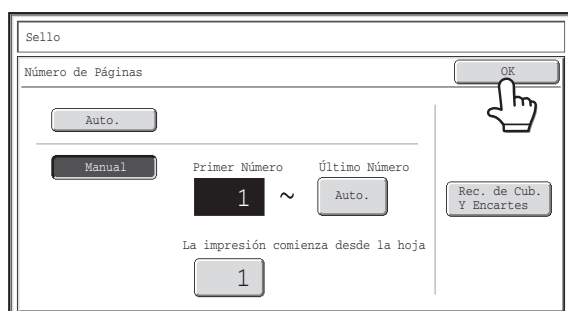 Sello
Número de Páginas
OK
Auto.
Manual
Primer Número
Último Número
1 ~ Auto.
Rec. de Cub.
Y Encartes
La impresión comienza desde la hoja
1